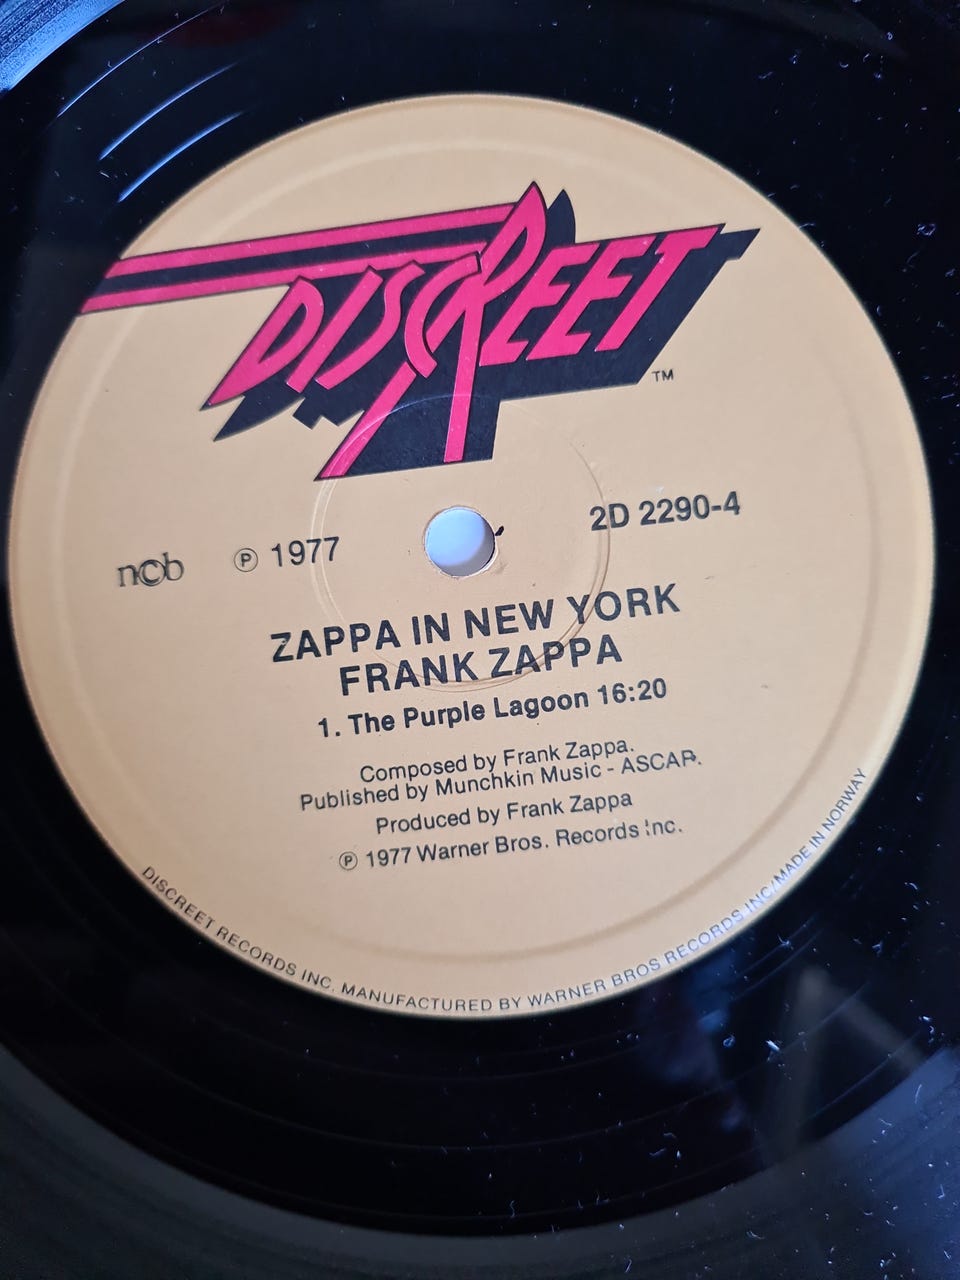 DISCREET
TM
2D 2290-4
ncb ℗ 1977
ZAPPA IN NEW YORK
FRANK ZAPPA
1. The Purple Lagoon 16:20
Composed by Frank Zappa.
Published by Munchkin Music - ASCAP.
Produced by Frank Zappa
℗ 1977 Warner Bros. Records Inc.
DISCREET RECORDS INC. MANUFACTURED BY WARNER BROS RECORDS INC/MADE IN NORWAY